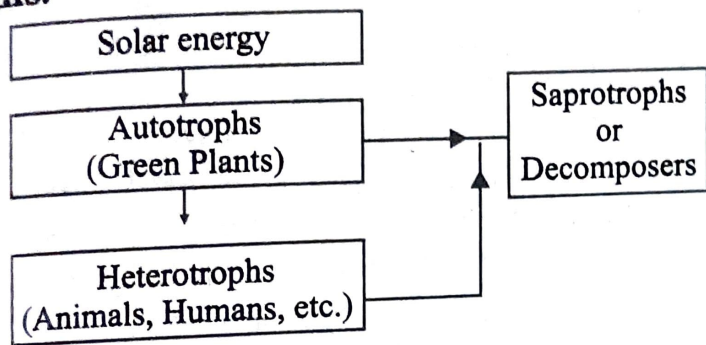 Solar energy
Autotrophs
(Green Plants)
Heterotrophs
(Animals, Humans, etc.)
Saprotrophs
or
Decomposers